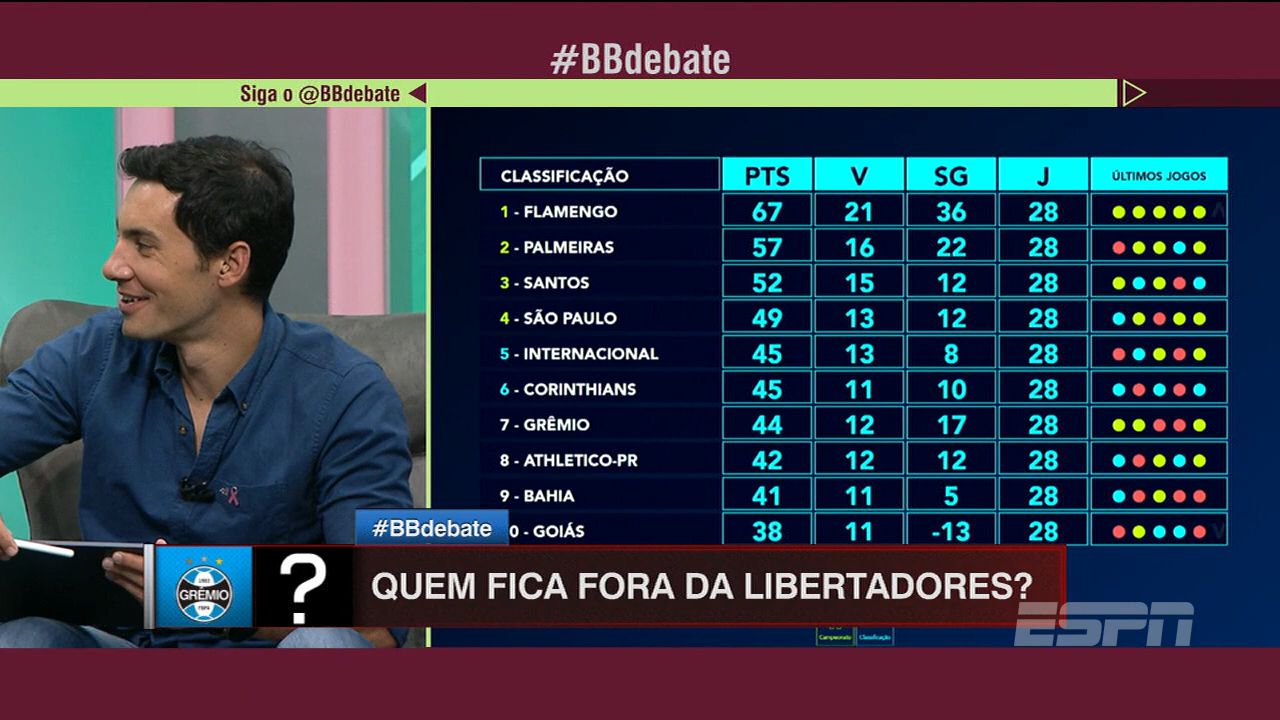 #BBdebate
Siga o @BBdebate
CLASSIFICAÇÃO PTS V SG J ÚLTIMOS JOGOS
1 - FLAMENGO 67 21 36 28
2 - PALMEIRAS 57 16 22 28
3 - SANTOS 52 15 12 28
4 - SÃO PAULO 49 13 12 28
5 - INTERNACIONAL 45 13 8 28
6 - CORINTHIANS 45 11 10 28
7 - GRÊMIO 44 12 17 28
8 - ATHLETICO-PR 42 12 12 28
9 - BAHIA 41 11 5 28
0 - GOIÁS 38 11 -13 28
#BBdebate
GRÊMIO
? QUEM FICA FORA DA LIBERTADORES?
ESPN
Campeonato Classificação